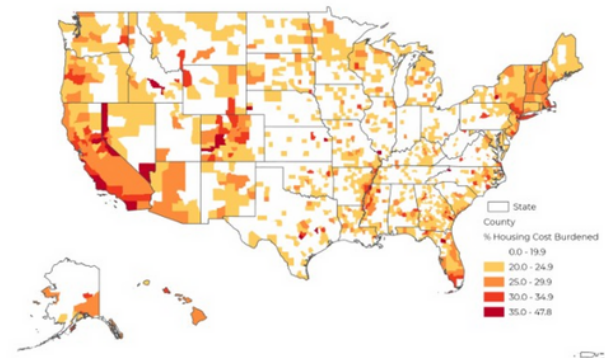 State
County
% Housing Cost Burdened
0.0 - 19.9
20.0 - 24.9
25.0 - 29.9
30.0 - 34.9
35.0 - 47.8